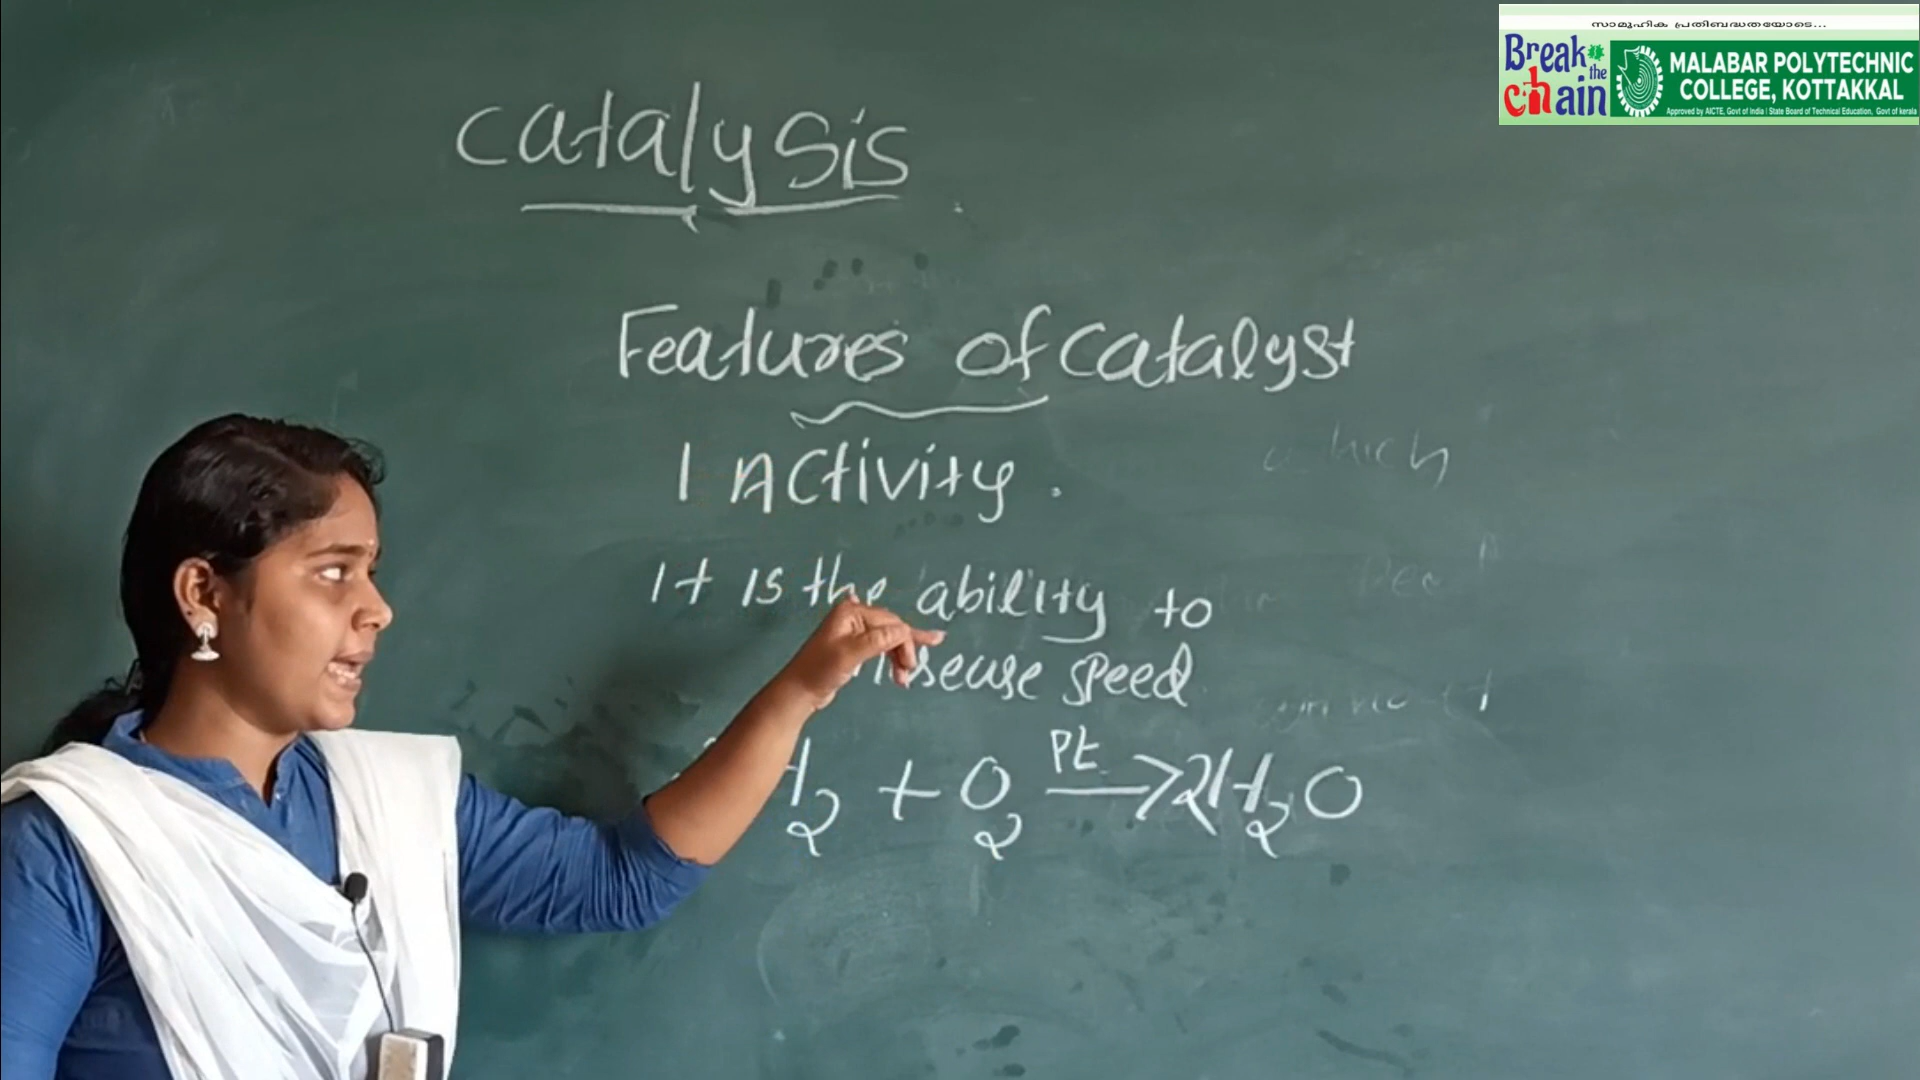 സാമൂഹിക പ്രതിബദ്ധതയോടെ...
Break the chain
MALABAR POLYTECHNIC
COLLEGE, KOTTAKKAL
Approved by AICTE, Govt of India I State Board of Technical Education, Govt of kerala
catalysis
Features of catalyst
1 Activity.
It is the ability to
speed
H₂ + O₂ Pt → 2H₂O